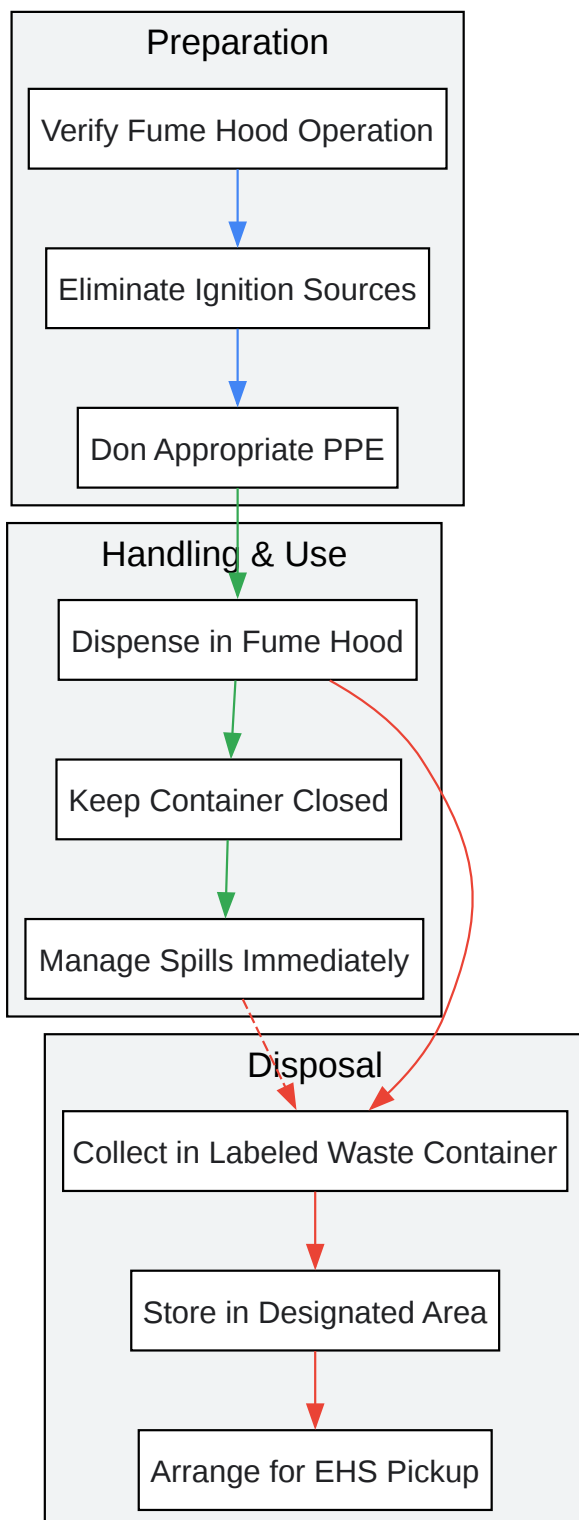 Preparation
Verify Fume Hood Operation
Eliminate Ignition Sources
Don Appropriate PPE
Handling & Use
Dispense in Fume Hood
Keep Container Closed
Manage Spills Immediately
Disposal
Collect in Labeled Waste Container
Store in Designated Area
Arrange for EHS Pickup